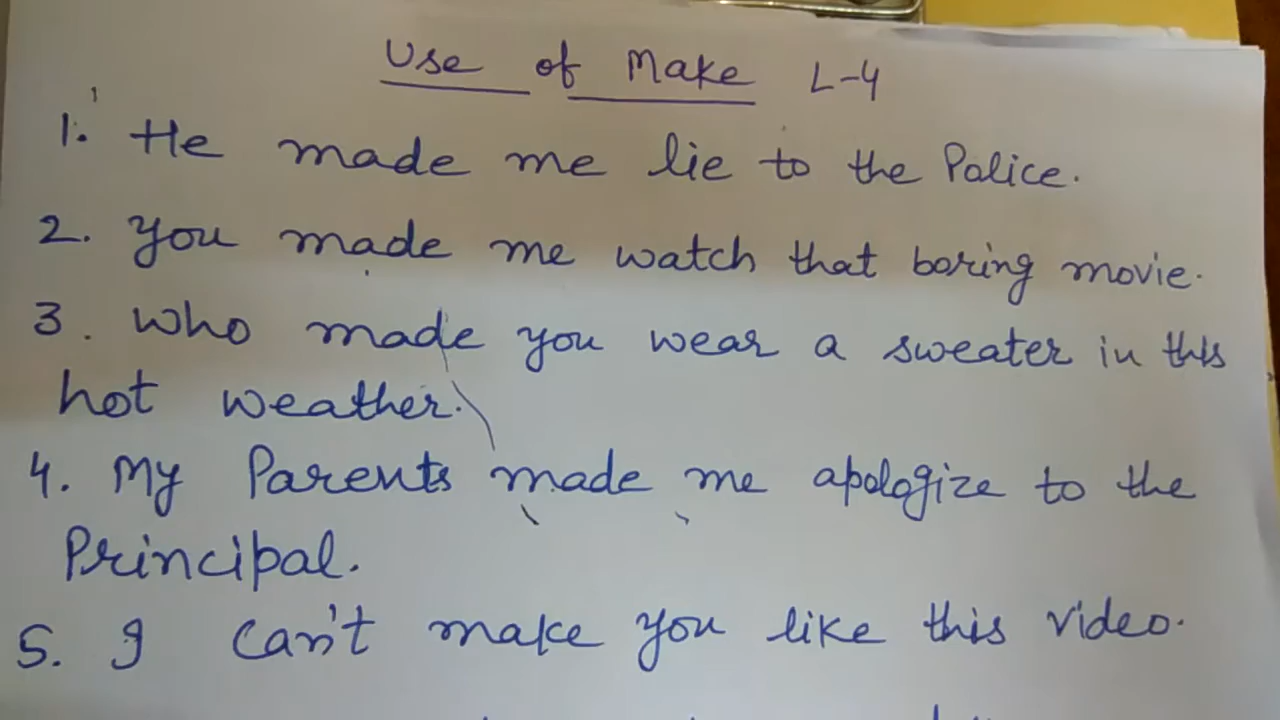 Use of Make L-4
1. He made me lie to the Police.
2. You made me watch that boring movie.
3. Who made you wear a sweater in this
hot weather.
4. My Parents made me apologize to the
Principal.
5. I Can't make you like this video.